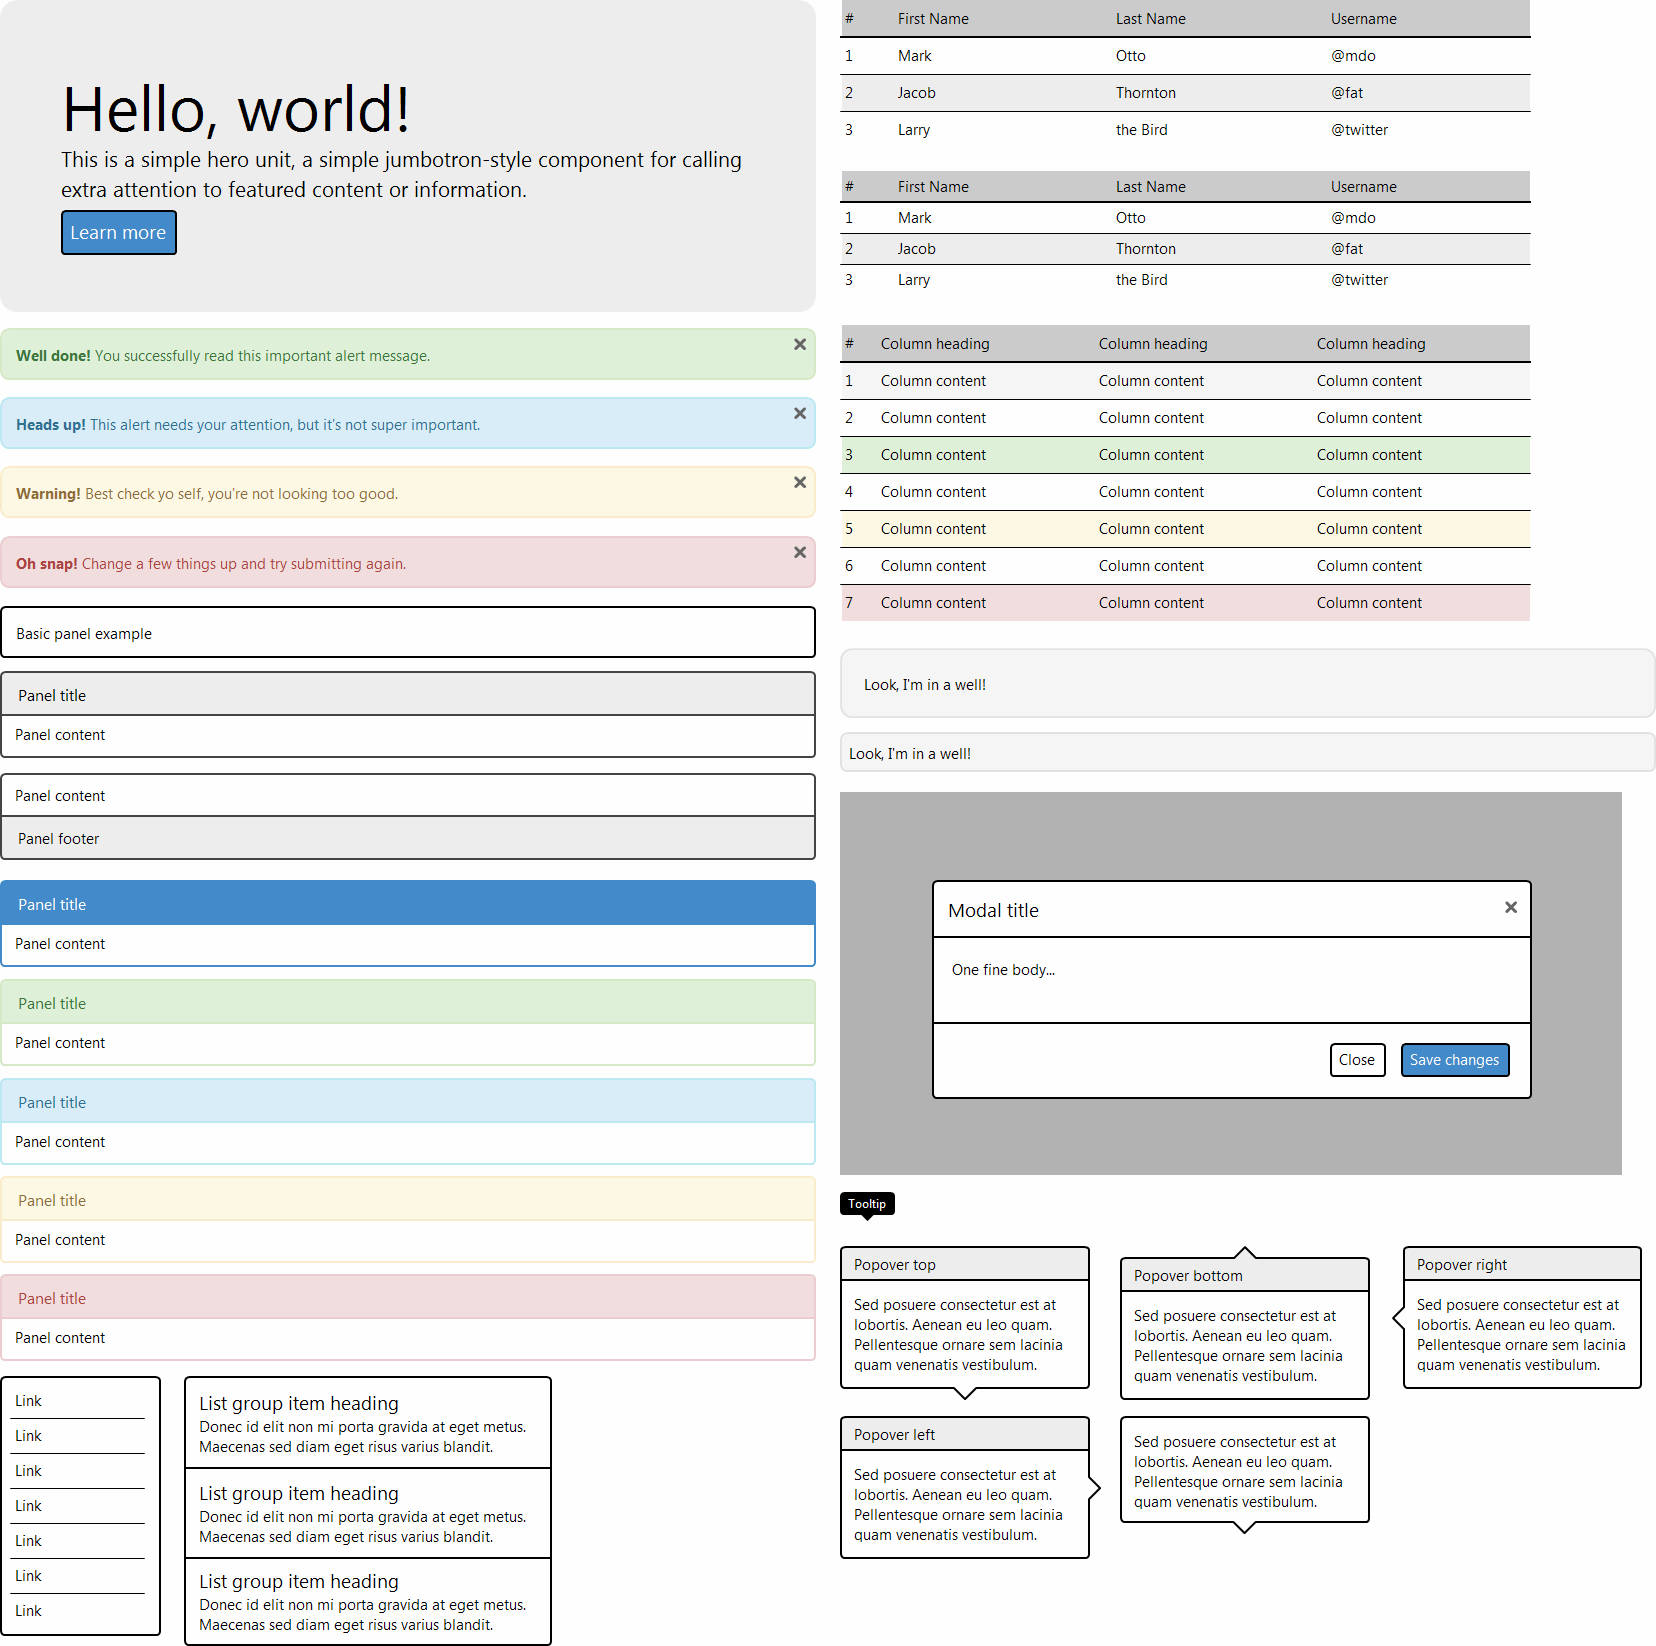 Hello, world!
This is a simple hero unit, a simple jumbotron-style component for calling
extra attention to featured content or information.
Learn more
Well done! You successfully read this important alert message.
Heads up! This alert needs your attention, but it's not super important.
Warning! Best check yo self, you're not looking too good.
Oh snap! Change a few things up and try submitting again.
Basic panel example
Panel title
Panel content
Panel content
Panel footer
Panel title
Panel content
Panel title
Panel content
Panel title
Panel content
Panel title
Panel content
Panel title
Panel content
Link
Link
Link
Link
Link
Link
Link
List group item heading
Donec id elit non mi porta gravida at eget metus.
Maecenas sed diam eget risus varius blandit.
List group item heading
Donec id elit non mi porta gravida at eget metus.
Maecenas sed diam eget risus varius blandit.
List group item heading
Donec id elit non mi porta gravida at eget metus.
Maecenas sed diam eget risus varius blandit.
# First Name Last Name Username
1 Mark Otto @mdo
2 Jacob Thornton @fat
3 Larry the Bird @twitter
# First Name Last Name Username
1 Mark Otto @mdo
2 Jacob Thornton @fat
3 Larry the Bird @twitter
# Column heading Column heading Column heading
1 Column content Column content Column content
2 Column content Column content Column content
3 Column content Column content Column content
4 Column content Column content Column content
5 Column content Column content Column content
6 Column content Column content Column content
7 Column content Column content Column content
Look, I'm in a well!
Look, I'm in a well!
Modal title
One fine body...
Close Save changes
Tooltip
Popover top
Sed posuere consectetur est at
lobortis. Aenean eu leo quam.
Pellentesque ornare sem lacinia
quam venenatis vestibulum.
Popover bottom
Sed posuere consectetur est at
lobortis. Aenean eu leo quam.
Pellentesque ornare sem lacinia
quam venenatis vestibulum.
Popover right
Sed posuere consectetur est at
lobortis. Aenean eu leo quam.
Pellentesque ornare sem lacinia
quam venenatis vestibulum.
Popover left
Sed posuere consectetur est at
lobortis. Aenean eu leo quam.
Pellentesque ornare sem lacinia
quam venenatis vestibulum.
Sed posuere consectetur est at
lobortis. Aenean eu leo quam.
Pellentesque ornare sem lacinia
quam venenatis vestibulum.